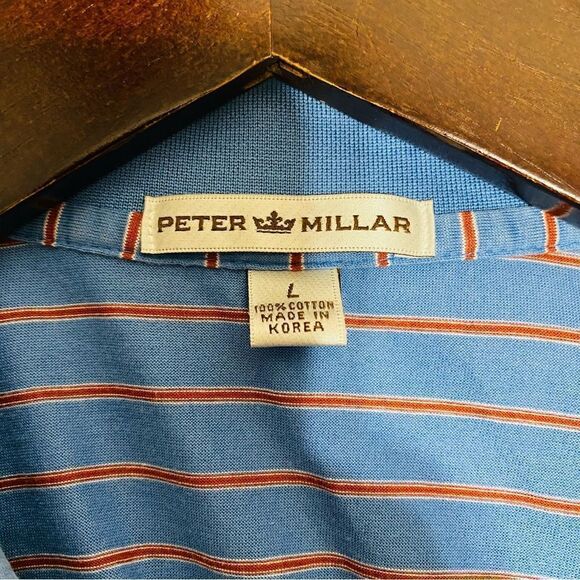 PETER MILLAR
L
100% COTTON
MADE IN
KOREA